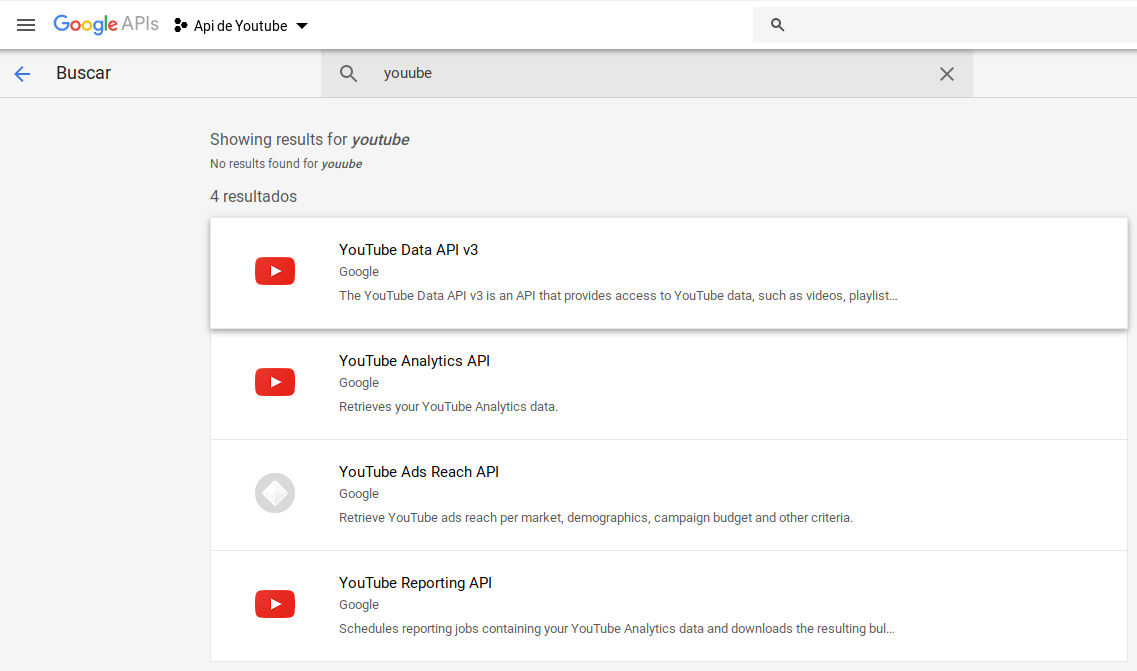 Google APIs Api de Youtube
Buscar youube
Showing results for youtube
No results found for youube
4 resultados
YouTube Data API v3
Google
The YouTube Data API v3 is an API that provides access to YouTube data, such as videos, playlist…
YouTube Analytics API
Google
Retrieves your YouTube Analytics data.
YouTube Ads Reach API
Google
Retrieve YouTube ads reach per market, demographics, campaign budget and other criteria.
YouTube Reporting API
Google
Schedules reporting jobs containing your YouTube Analytics data and downloads the resulting bul…